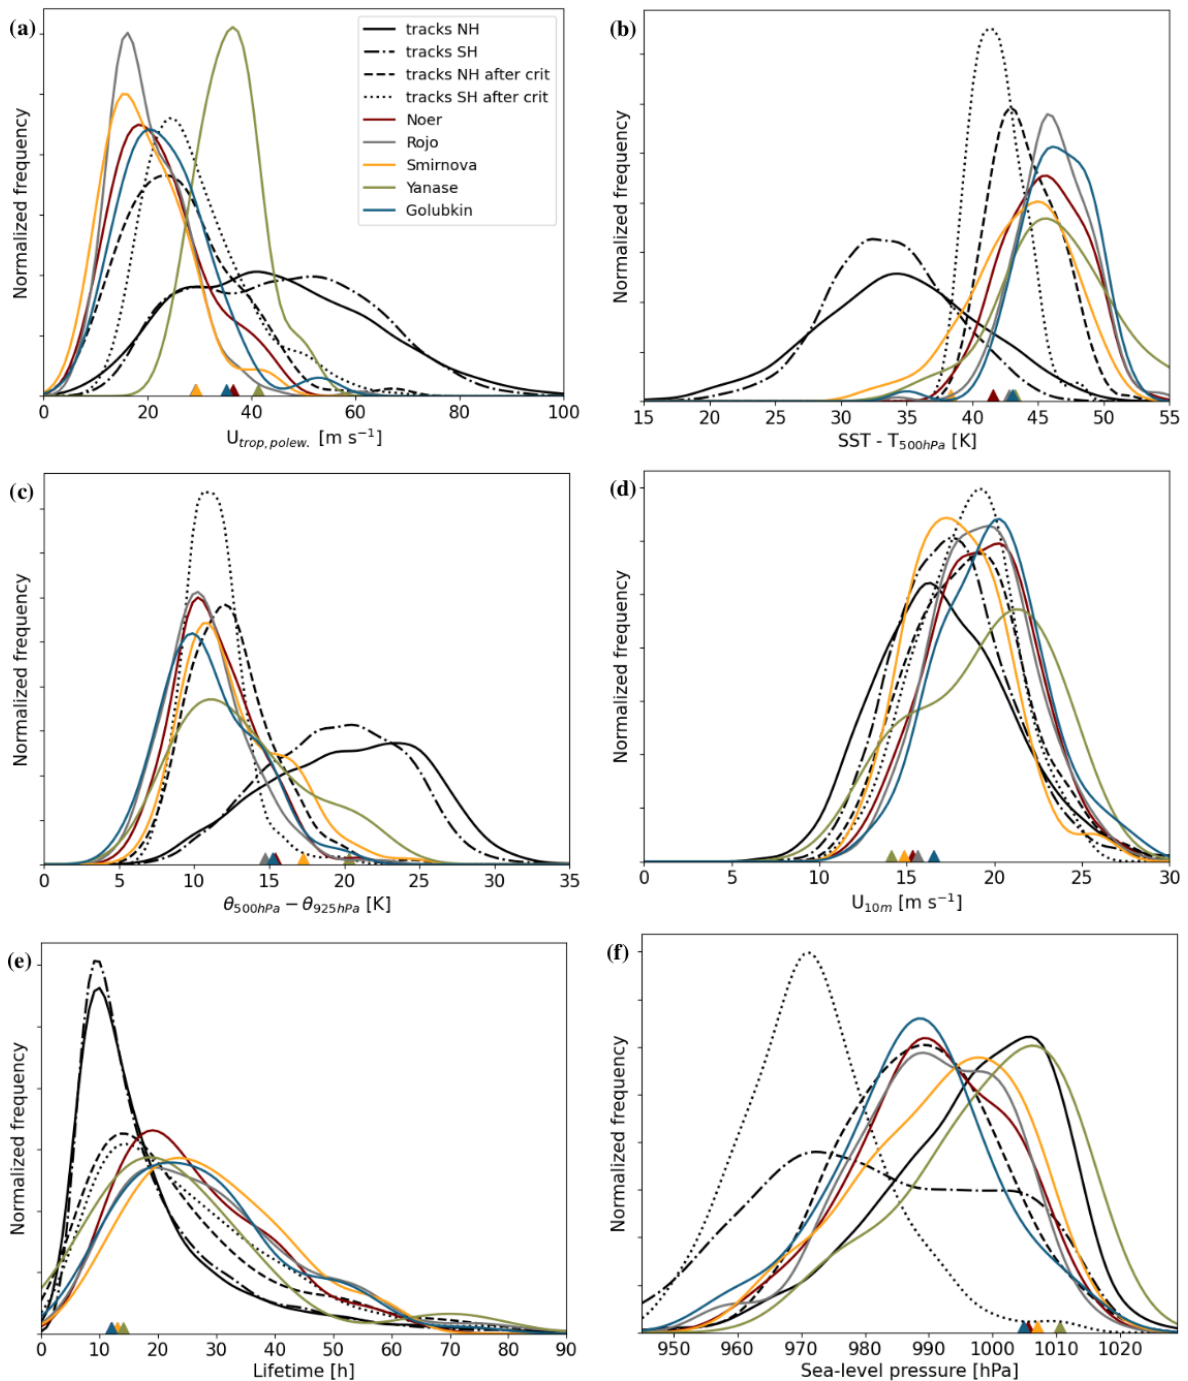 (a)
Normalized frequency
tracks NH
tracks SH
tracks NH after crit
tracks SH after crit
Noer
Rojo
Smirnova
Yanase
Golubkin
0 20 40 60 80 100
U_trop,polew. [m s⁻¹]
(b)
Normalized frequency
15 20 25 30 35 40 45 50 55
SST - T_500hPa [K]
(c)
Normalized frequency
0 5 10 15 20 25 30 35
θ_500hPa − θ_925hPa [K]
(d)
Normalized frequency
0 5 10 15 20 25 30
U_10m [m s⁻¹]
(e)
Normalized frequency
0 10 20 30 40 50 60 70 80 90
Lifetime [h]
(f)
Normalized frequency
950 960 970 980 990 1000 1010 1020
Sea-level pressure [hPa]